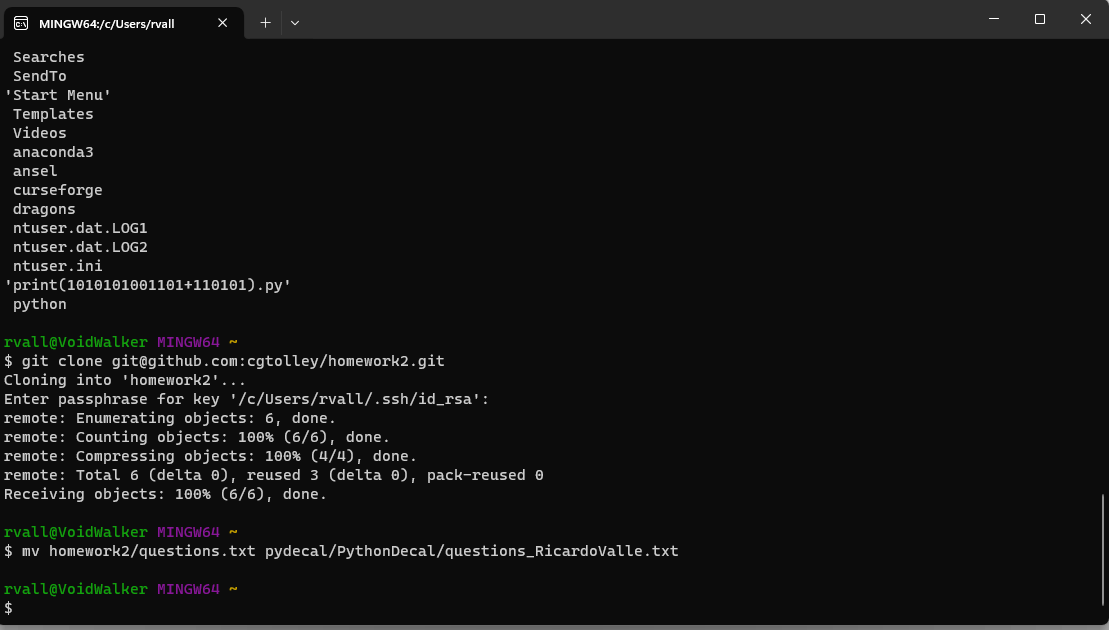 MINGW64:/c/Users/rvall
Searches
SendTo
'Start Menu'
Templates
Videos
anaconda3
ansel
curseforge
dragons
ntuser.dat.LOG1
ntuser.dat.LOG2
ntuser.ini
'print(1010101001101+110101).py'
python
rvall@VoidWalker MINGW64 ~
$ git clone git@github.com:cgtolley/homework2.git
Cloning into 'homework2'...
Enter passphrase for key '/c/Users/rvall/.ssh/id_rsa':
remote: Enumerating objects: 6, done.
remote: Counting objects: 100% (6/6), done.
remote: Compressing objects: 100% (4/4), done.
remote: Total 6 (delta 0), reused 3 (delta 0), pack-reused 0
Receiving objects: 100% (6/6), done.
rvall@VoidWalker MINGW64 ~
$ mv homework2/questions.txt pydecal/PythonDecal/questions_RicardoValle.txt
rvall@VoidWalker MINGW64 ~
$